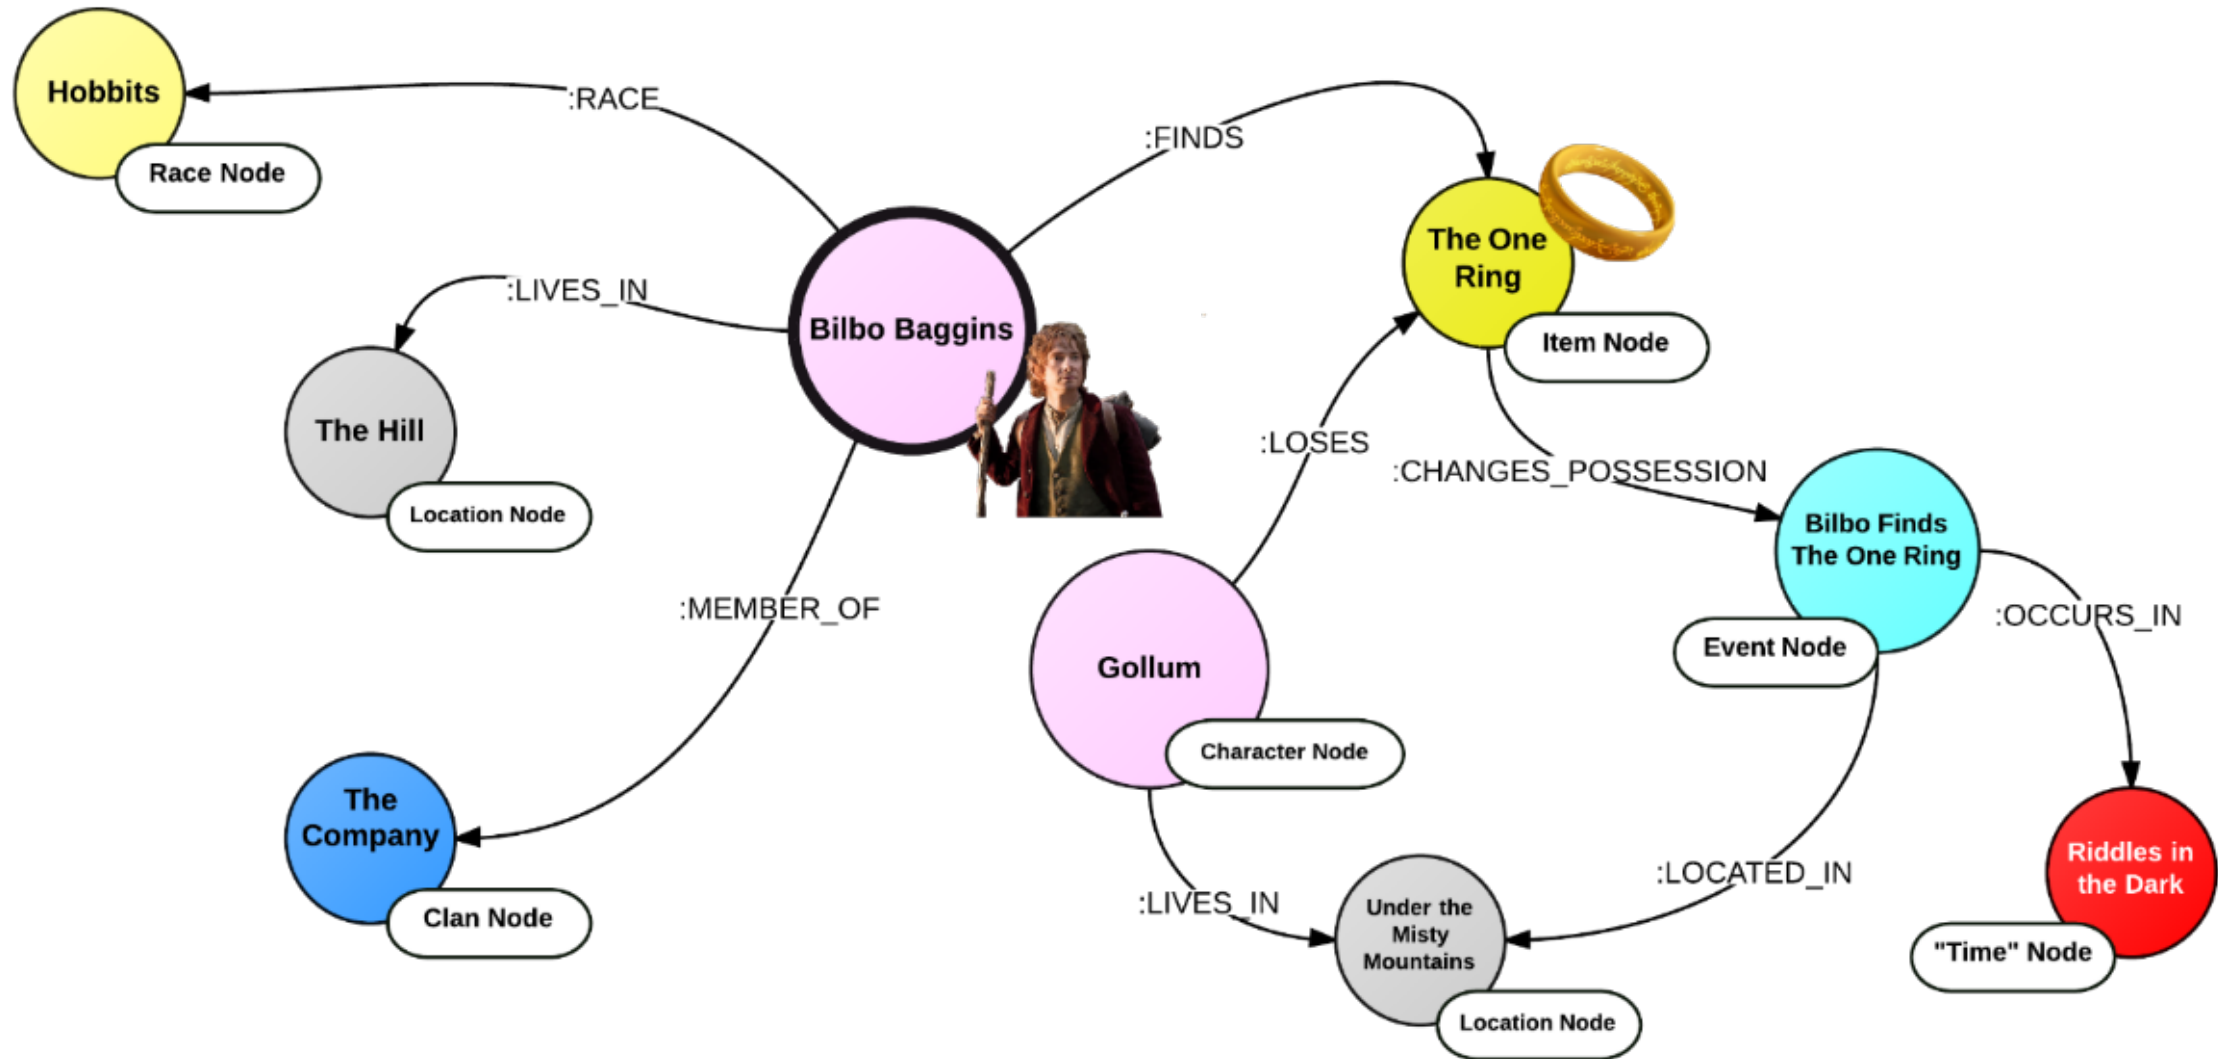 Hobbits
Race Node
:RACE
:FINDS
The One
Ring
Item Node
:LIVES_IN
Bilbo Baggins
The Hill
Location Node
:LOSES
:CHANGES_POSSESSION
Bilbo Finds
The One Ring
Event Node
:OCCURS_IN
:MEMBER_OF
Gollum
Character Node
The
Company
Clan Node
:LIVES_IN
Under the
Misty
Mountains
Location Node
:LOCATED_IN
Riddles in
the Dark
"Time" Node